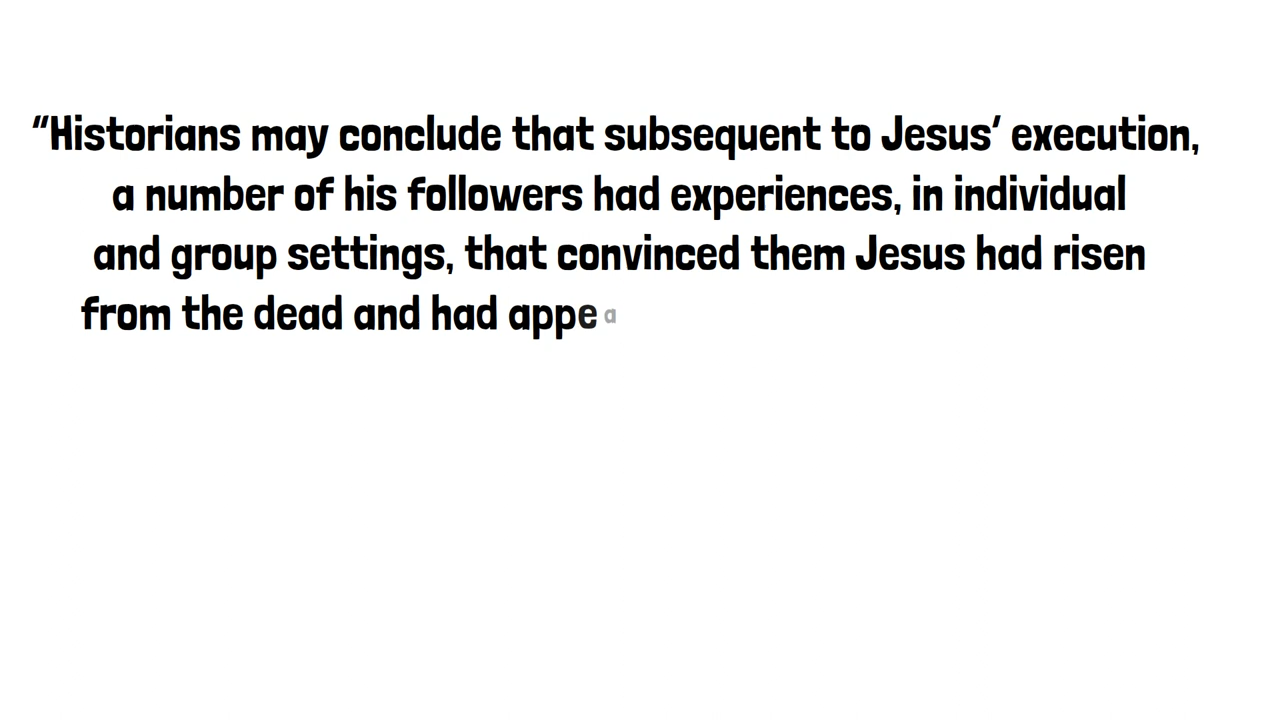 “Historians may conclude that subsequent to Jesus’ execution,
a number of his followers had experiences, in individual
and group settings, that convinced them Jesus had risen
from the dead and had appea